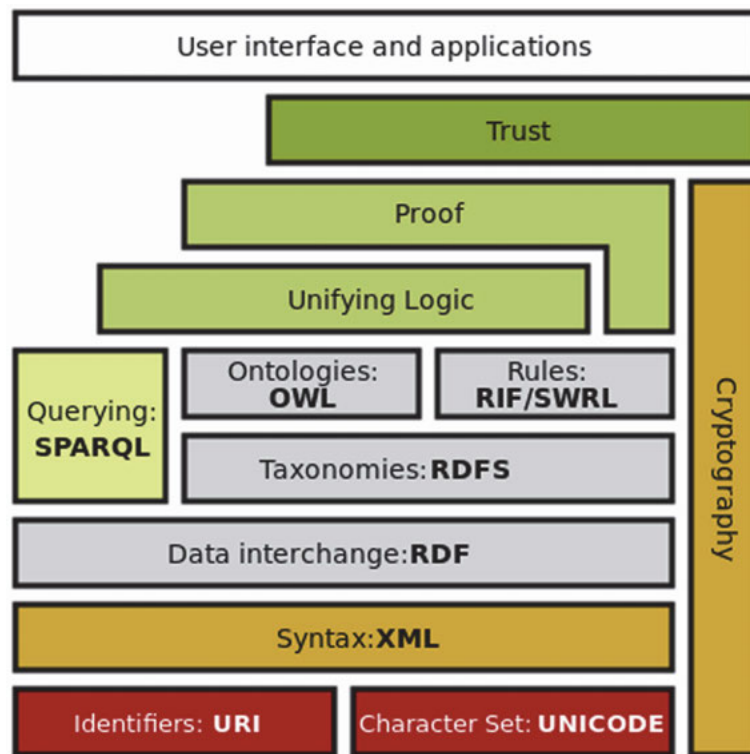 User interface and applications
Trust
Proof
Unifying Logic
Ontologies:
OWL
Rules:
RIF/SWRL
Querying:
SPARQL
Taxonomies:RDFS
Cryptography
Data interchange:RDF
Syntax:XML
Identifiers: URI
Character Set: UNICODE